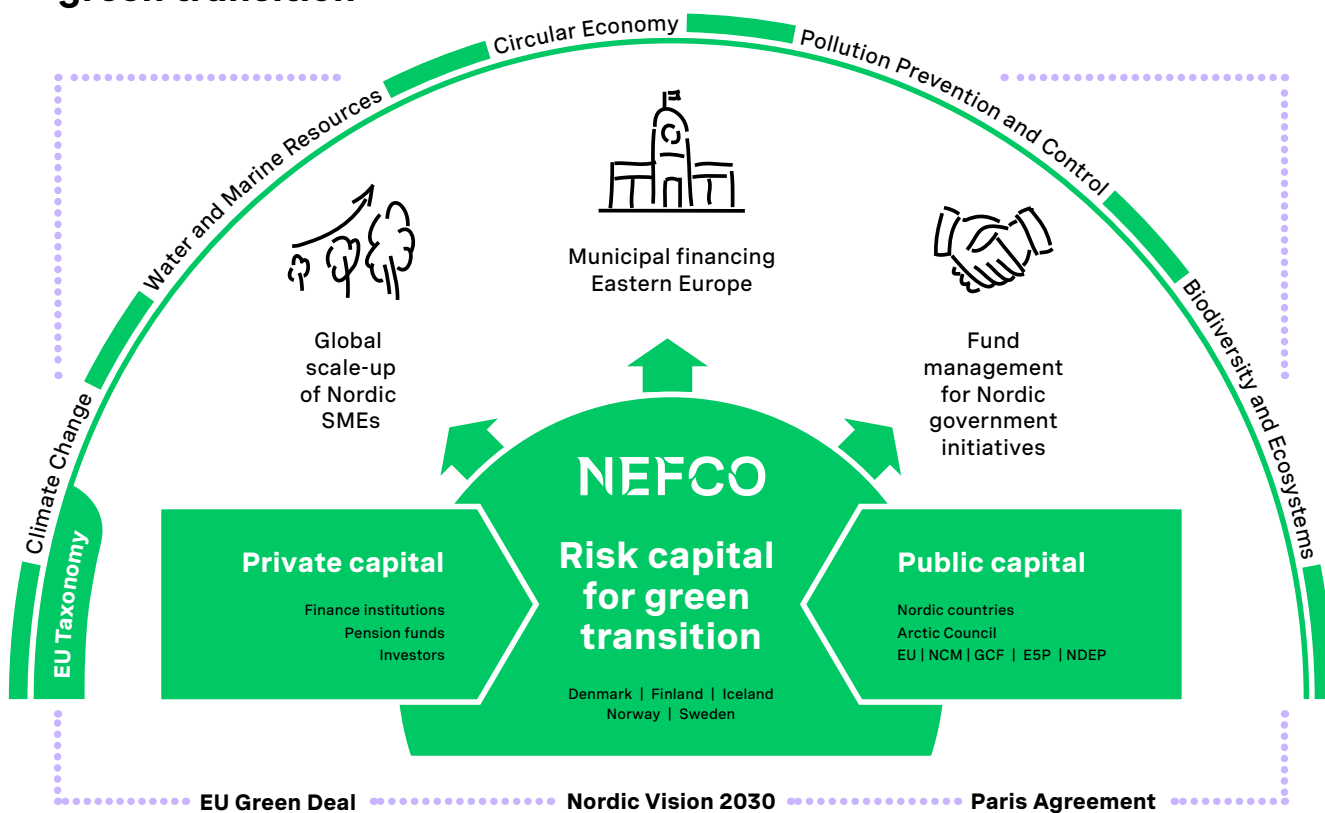 green transition
Circular Economy
Pollution Prevention and Control
Water and Marine Resources
Biodiversity and Ecosystems
Climate Change
EU Taxonomy
Municipal financing
Eastern Europe
Global
scale-up
of Nordic
SMEs
Fund
management
for Nordic
government
initiatives
NEFCO
Risk capital
for green
transition
Denmark | Finland | Iceland
Norway | Sweden
Private capital
Finance institutions
Pension funds
Investors
Public capital
Nordic countries
Arctic Council
EU | NCM | GCF | E5P | NDEP
EU Green Deal
Nordic Vision 2030
Paris Agreement